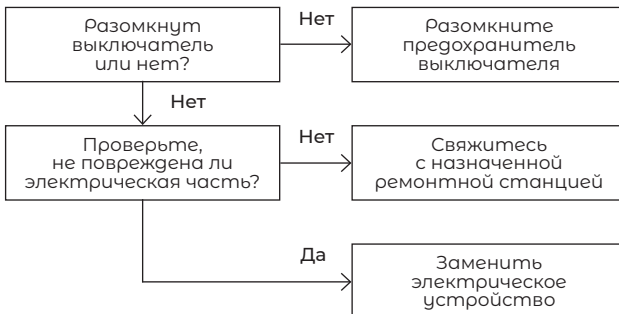 Разомкнут
выключатель
или нет?
Нет
Разомкните
предохранитель
выключателя
Нет
Проверьте,
не повреждена ли
электрическая часть?
Нет
Свяжитесь
с назначенной
ремонтной станцией
Да
Заменить
электрическое
устройство